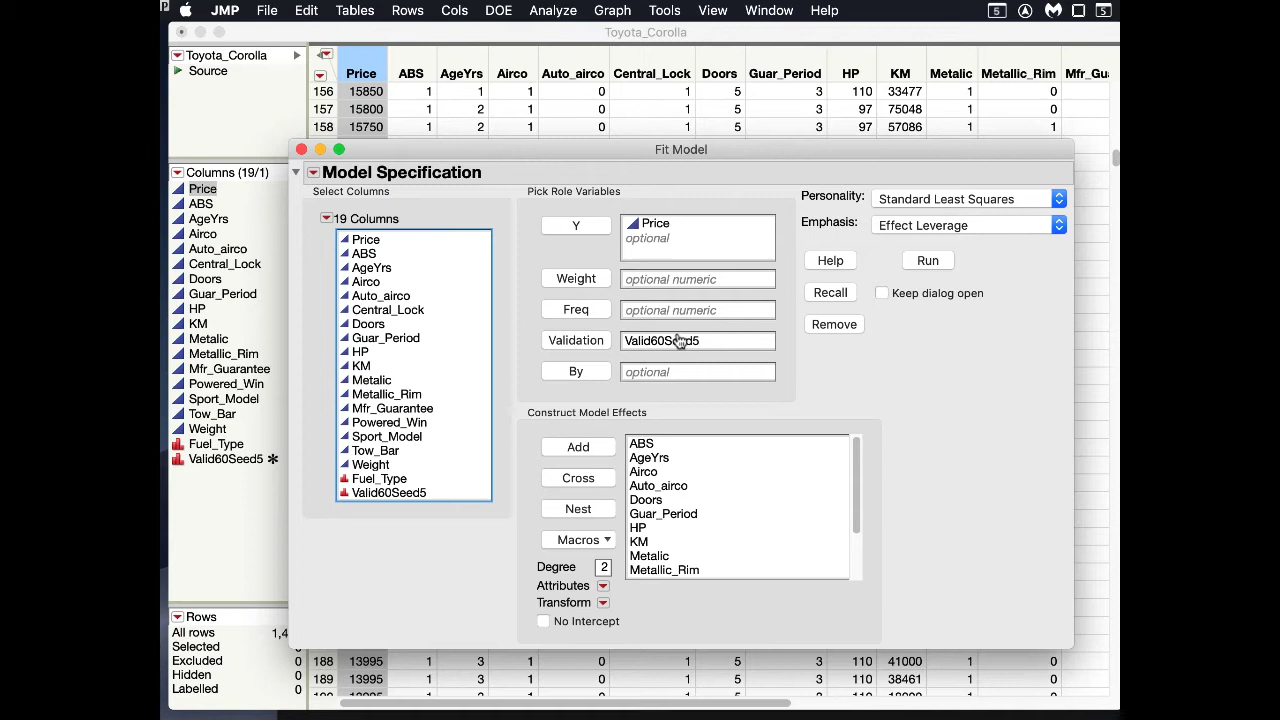 JMP File Edit Tables Rows Cols DOE Analyze Graph Tools View Window Help
Toyota_Corolla
Toyota_Corolla
Source
Price ABS AgeYrs Airco Auto_airco Central_Lock Doors Guar_Period HP KM Metalic Metallic_Rim Mfr_Gua
156 15850 1 1 1 0 1 5 3 110 33477 1 0
157 15800 1 2 1 0 1 5 3 97 75048 1 0
158 15750 1 2 1 0 1 5 3 97 57086 1 1
Columns (19/1)
Price
ABS
AgeYrs
Airco
Auto_airco
Central_Lock
Doors
Guar_Period
HP
KM
Metalic
Metallic_Rim
Mfr_Guarantee
Powered_Win
Sport_Model
Tow_Bar
Weight
Fuel_Type
Valid60Seed5 *
Rows
All rows 1,4
Selected 0
Excluded 0
Hidden 0
Labelled 0
Fit Model
Model Specification
Select Columns
19 Columns
Price
ABS
AgeYrs
Airco
Auto_airco
Central_Lock
Doors
Guar_Period
HP
KM
Metalic
Metallic_Rim
Mfr_Guarantee
Powered_Win
Sport_Model
Tow_Bar
Weight
Fuel_Type
Valid60Seed5
Pick Role Variables
Y
Price
optional
Weight optional numeric
Freq optional numeric
Validation Valid60Seed5
By optional
Construct Model Effects
Add
Cross
Nest
Macros
Degree 2
Attributes
Transform
No Intercept
ABS
AgeYrs
Airco
Auto_airco
Doors
Guar_Period
HP
KM
Metalic
Metallic_Rim
Personality: Standard Least Squares
Emphasis: Effect Leverage
Help Run
Recall Keep dialog open
Remove
188 13995 1 3 1 0 1 5 3 110 41000 1 0
189 13995 1 3 1 0 1 5 3 110 38461 1 0